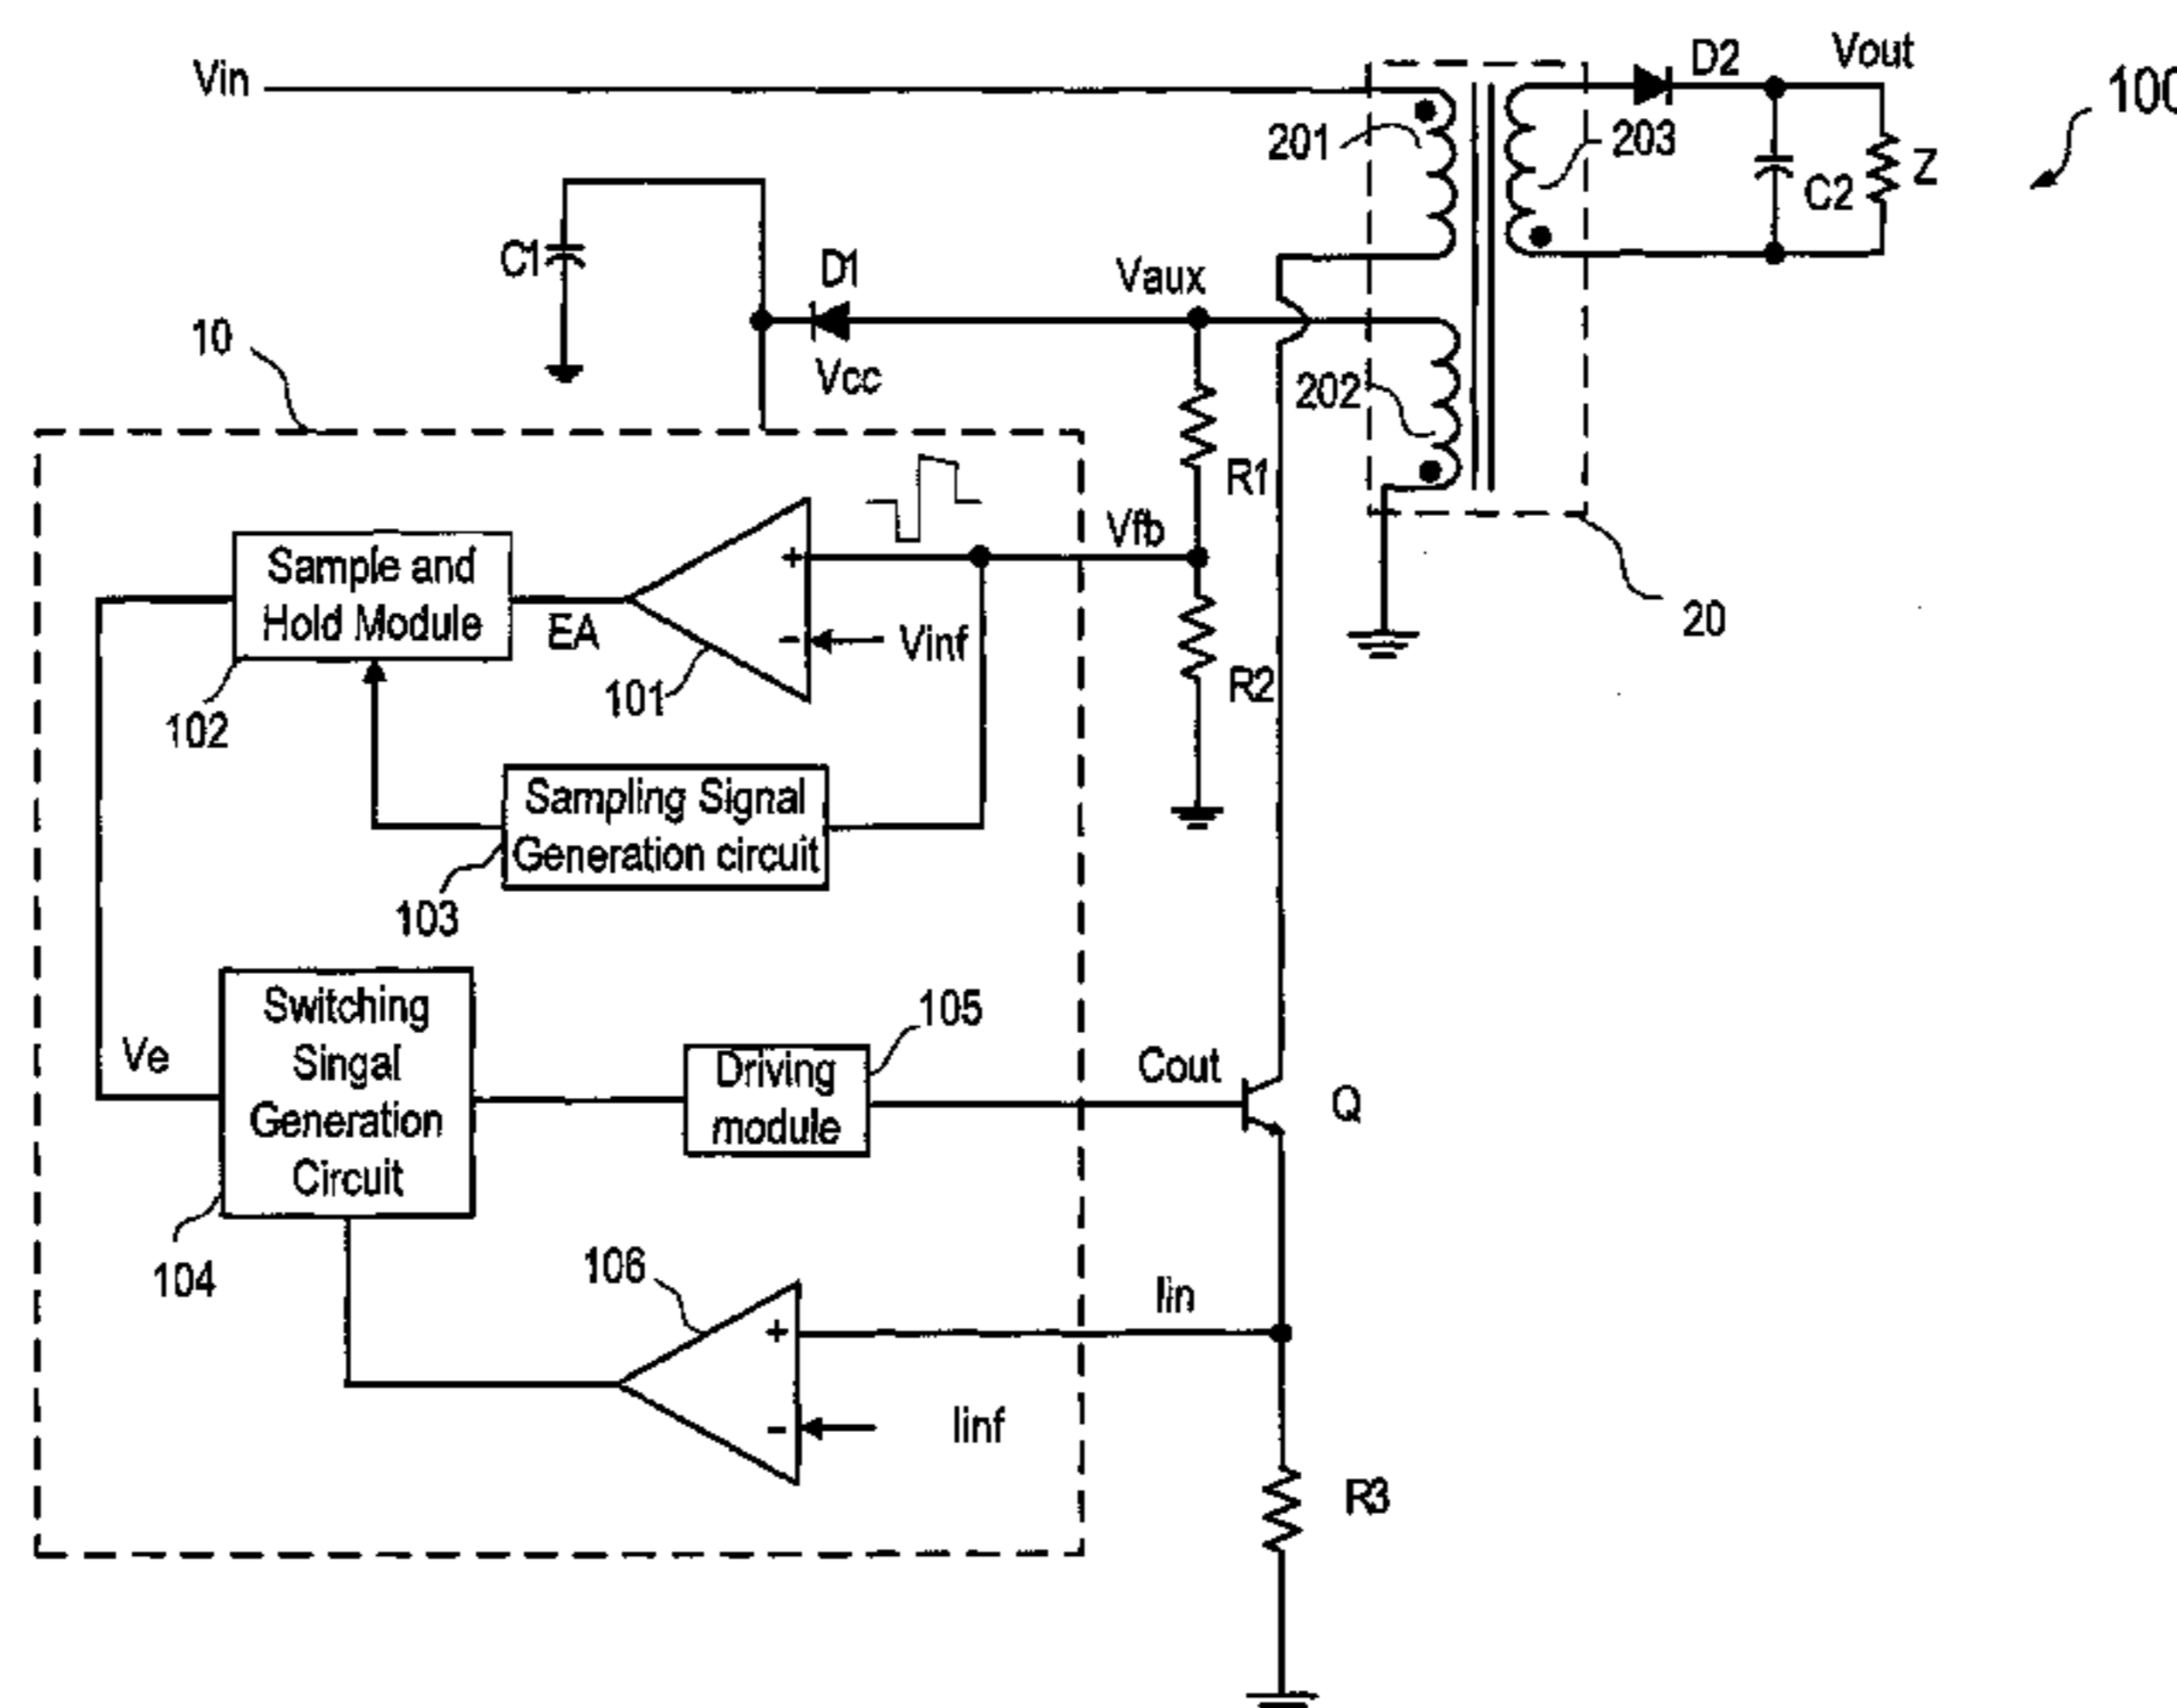 Vin
D2
Vout
100
201
203
C2
Z
C1
D1
Vaux
10
Vcc
202
R1
Vfb
Sample and
Hold Module
+
EA
-
Vinf
20
101
R2
102
Sampling Signal
Generation circuit
103
Switching
Singal
Generation
Circuit
105
Ve
Driving
module
Cout
Q
104
106
Iin
+
-
Iinf
R3